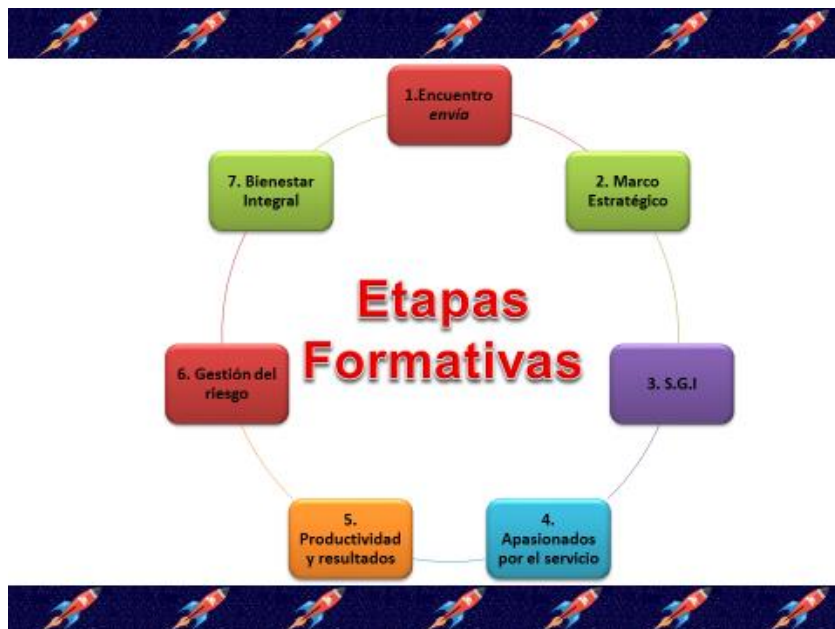 1.Encuentro
envía
2. Marco
Estratégico
3. S.G.I
4.
Apasionados
por el servicio
5.
Productividad
y resultados
6. Gestión del
riesgo
7. Bienestar
Integral
Etapas
Formativas